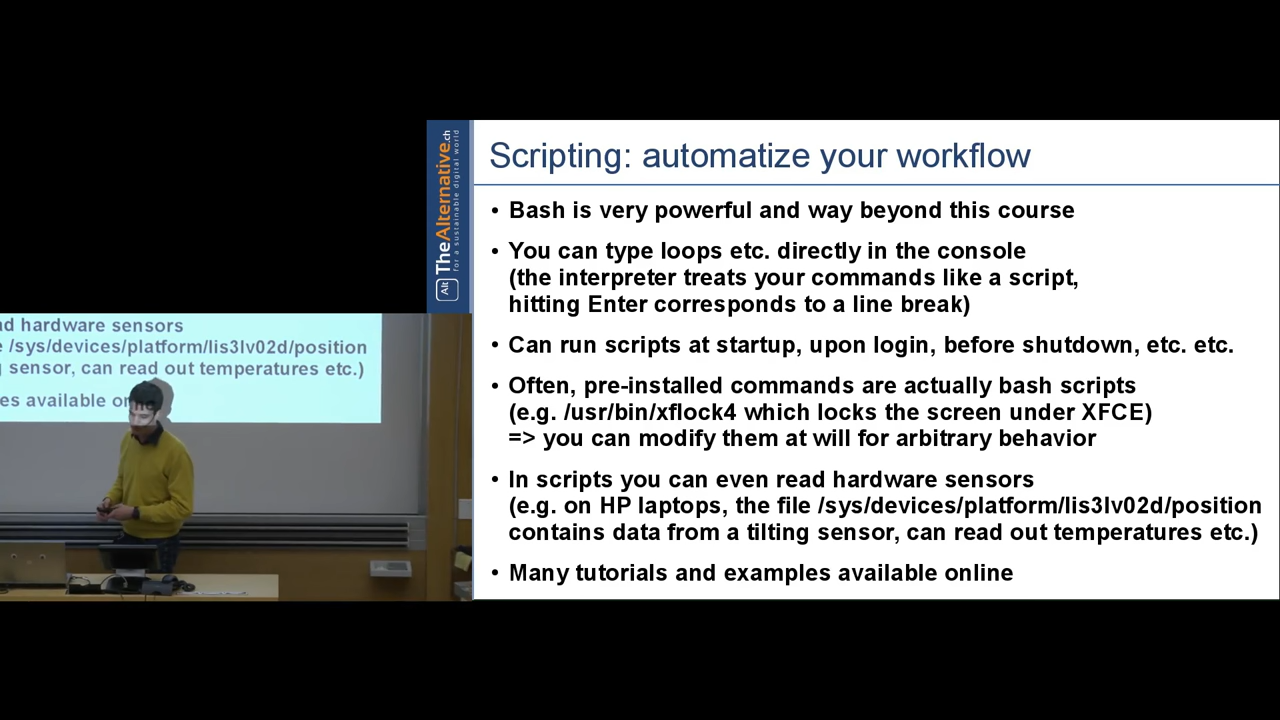 Scripting: automatize your workflow
• Bash is very powerful and way beyond this course
• You can type loops etc. directly in the console
(the interpreter treats your commands like a script,
hitting Enter corresponds to a line break)
• Can run scripts at startup, upon login, before shutdown, etc. etc.
• Often, pre-installed commands are actually bash scripts
(e.g. /usr/bin/xflock4 which locks the screen under XFCE)
=> you can modify them at will for arbitrary behavior
• In scripts you can even read hardware sensors
(e.g. on HP laptops, the file /sys/devices/platform/lis3lv02d/position
contains data from a tilting sensor, can read out temperatures etc.)
• Many tutorials and examples available online
Alt TheAlternative.ch
for a sustainable digital world
hardware sensors
/sys/devices/platform/lis3lv02d/position
sensor, can read out temperatures etc.)
available